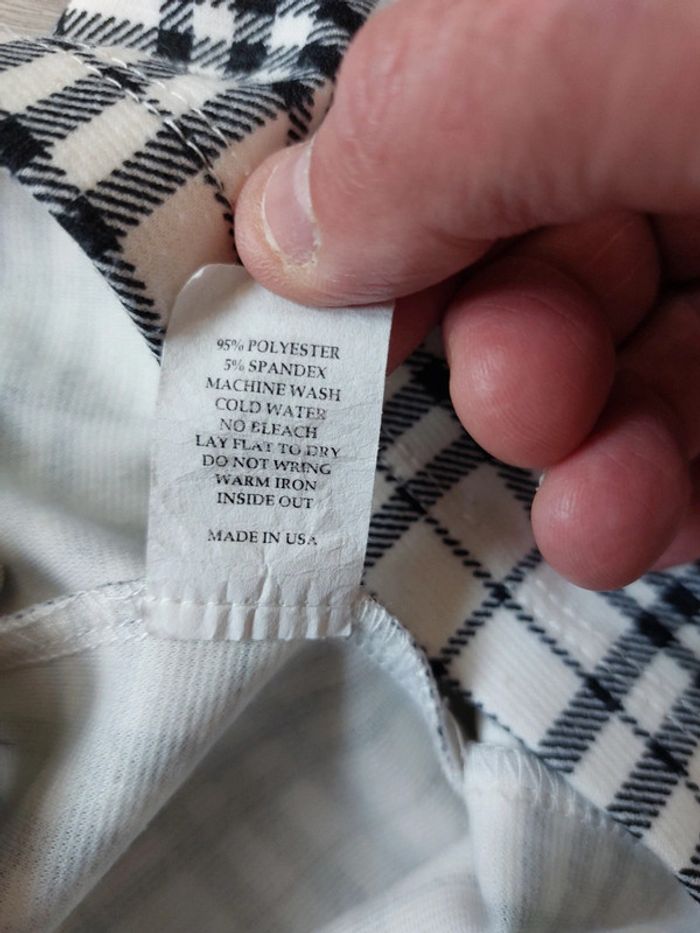 95% POLYESTER
5% SPANDEX
MACHINE WASH
COLD WATER
NO BLEACH
LAY FLAT TO DRY
DO NOT WRING
WARM IRON
INSIDE OUT
MADE IN USA